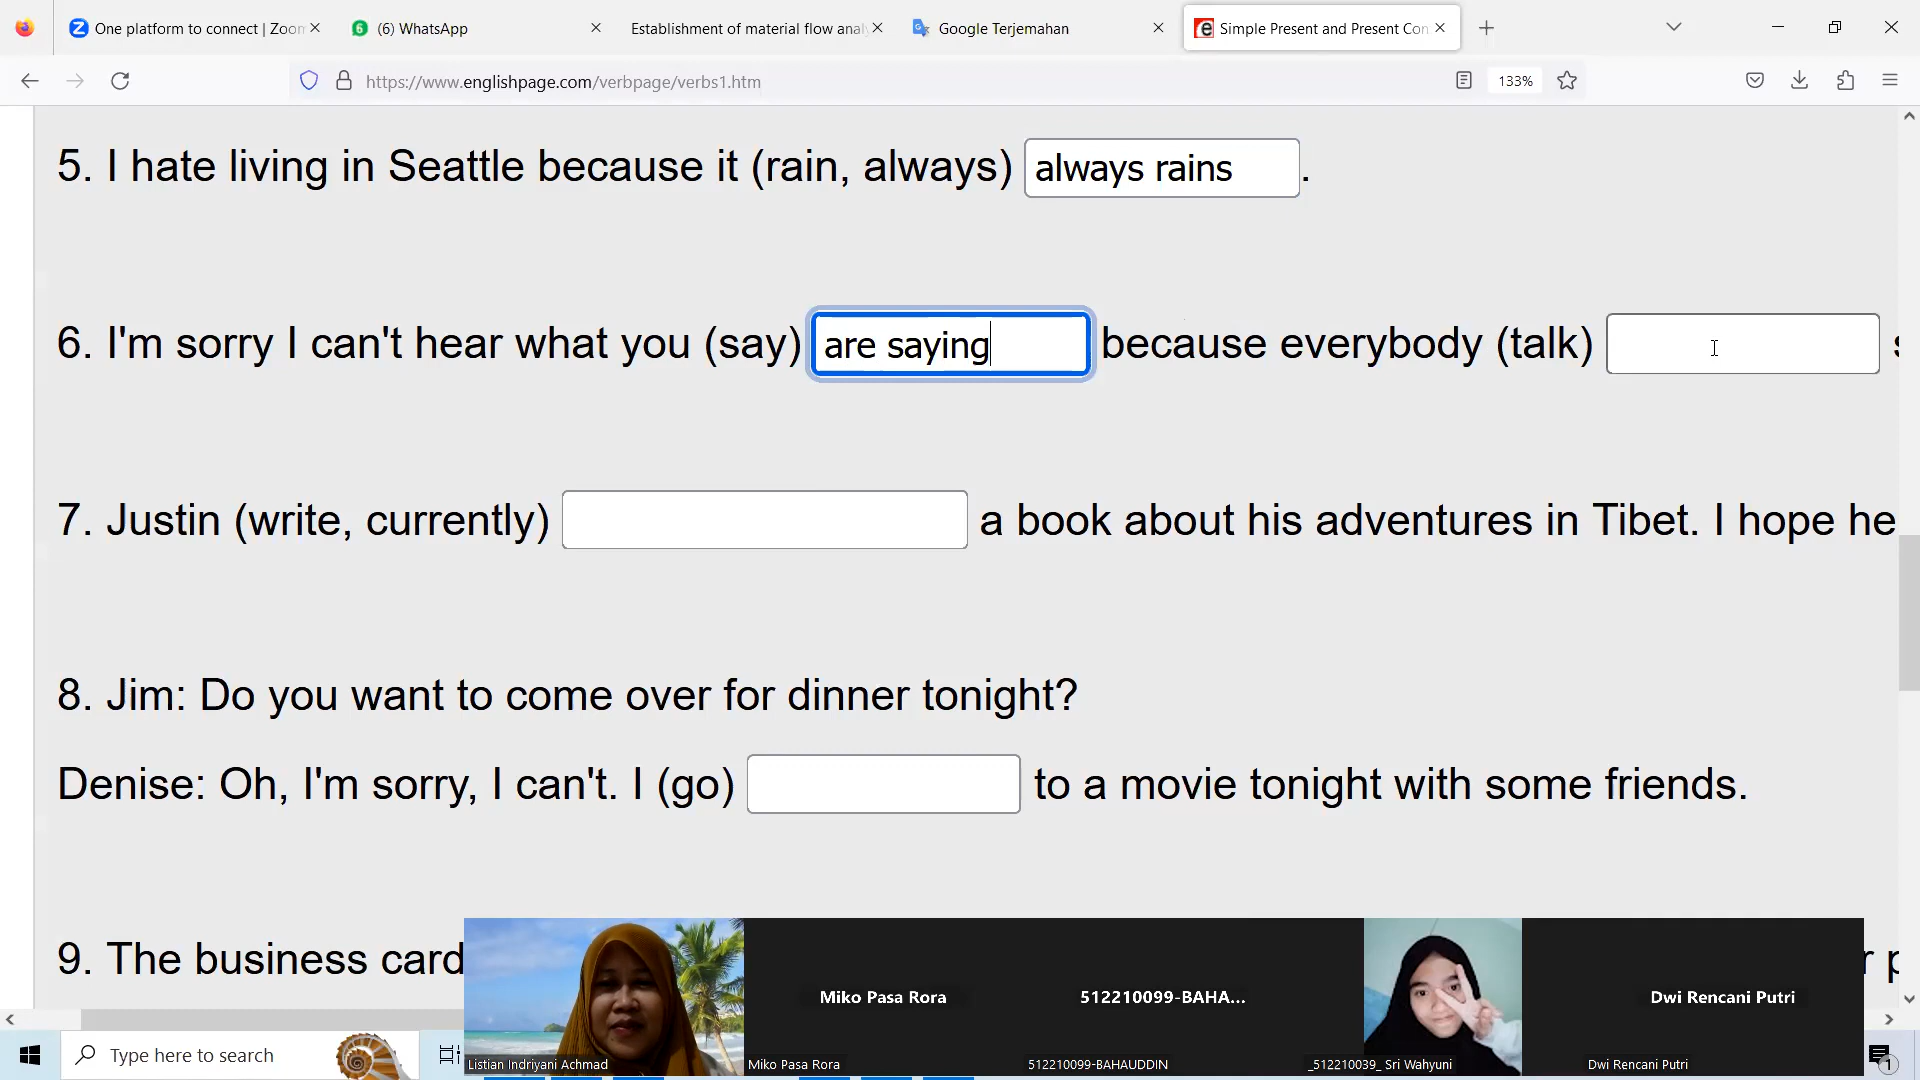 One platform to connect | Zoom
(6) WhatsApp
Establishment of material flow anal
Google Terjemahan
Simple Present and Present Con
https://www.englishpage.com/verbpage/verbs1.htm
133%
5. I hate living in Seattle because it (rain, always) always rains .
6. I'm sorry I can't hear what you (say) are saying because everybody (talk)
7. Justin (write, currently) a book about his adventures in Tibet. I hope he
8. Jim: Do you want to come over for dinner tonight?
Denise: Oh, I'm sorry, I can't. I (go) to a movie tonight with some friends.
9. The business card
Miko Pasa Rora
512210099-BAHA...
Dwi Rencani Putri
Listian Indriyani Achmad
Miko Pasa Rora
512210099-BAHAUDDIN
_512210039_ Sri Wahyuni
Dwi Rencani Putri
Type here to search
1